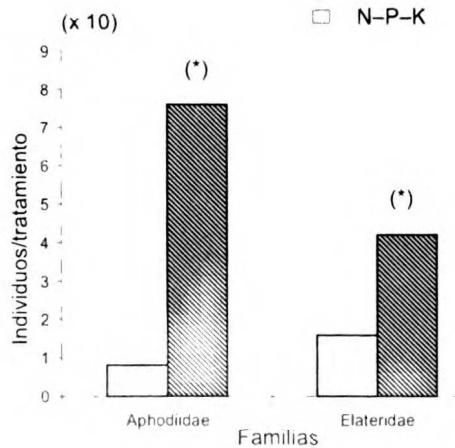 (x 10)
N–P–K
9
8
7
6
5
4
3
2
1
0
Individuos/tratamiento
(*)
(*)
Aphodiidae
Elateridae
Familias